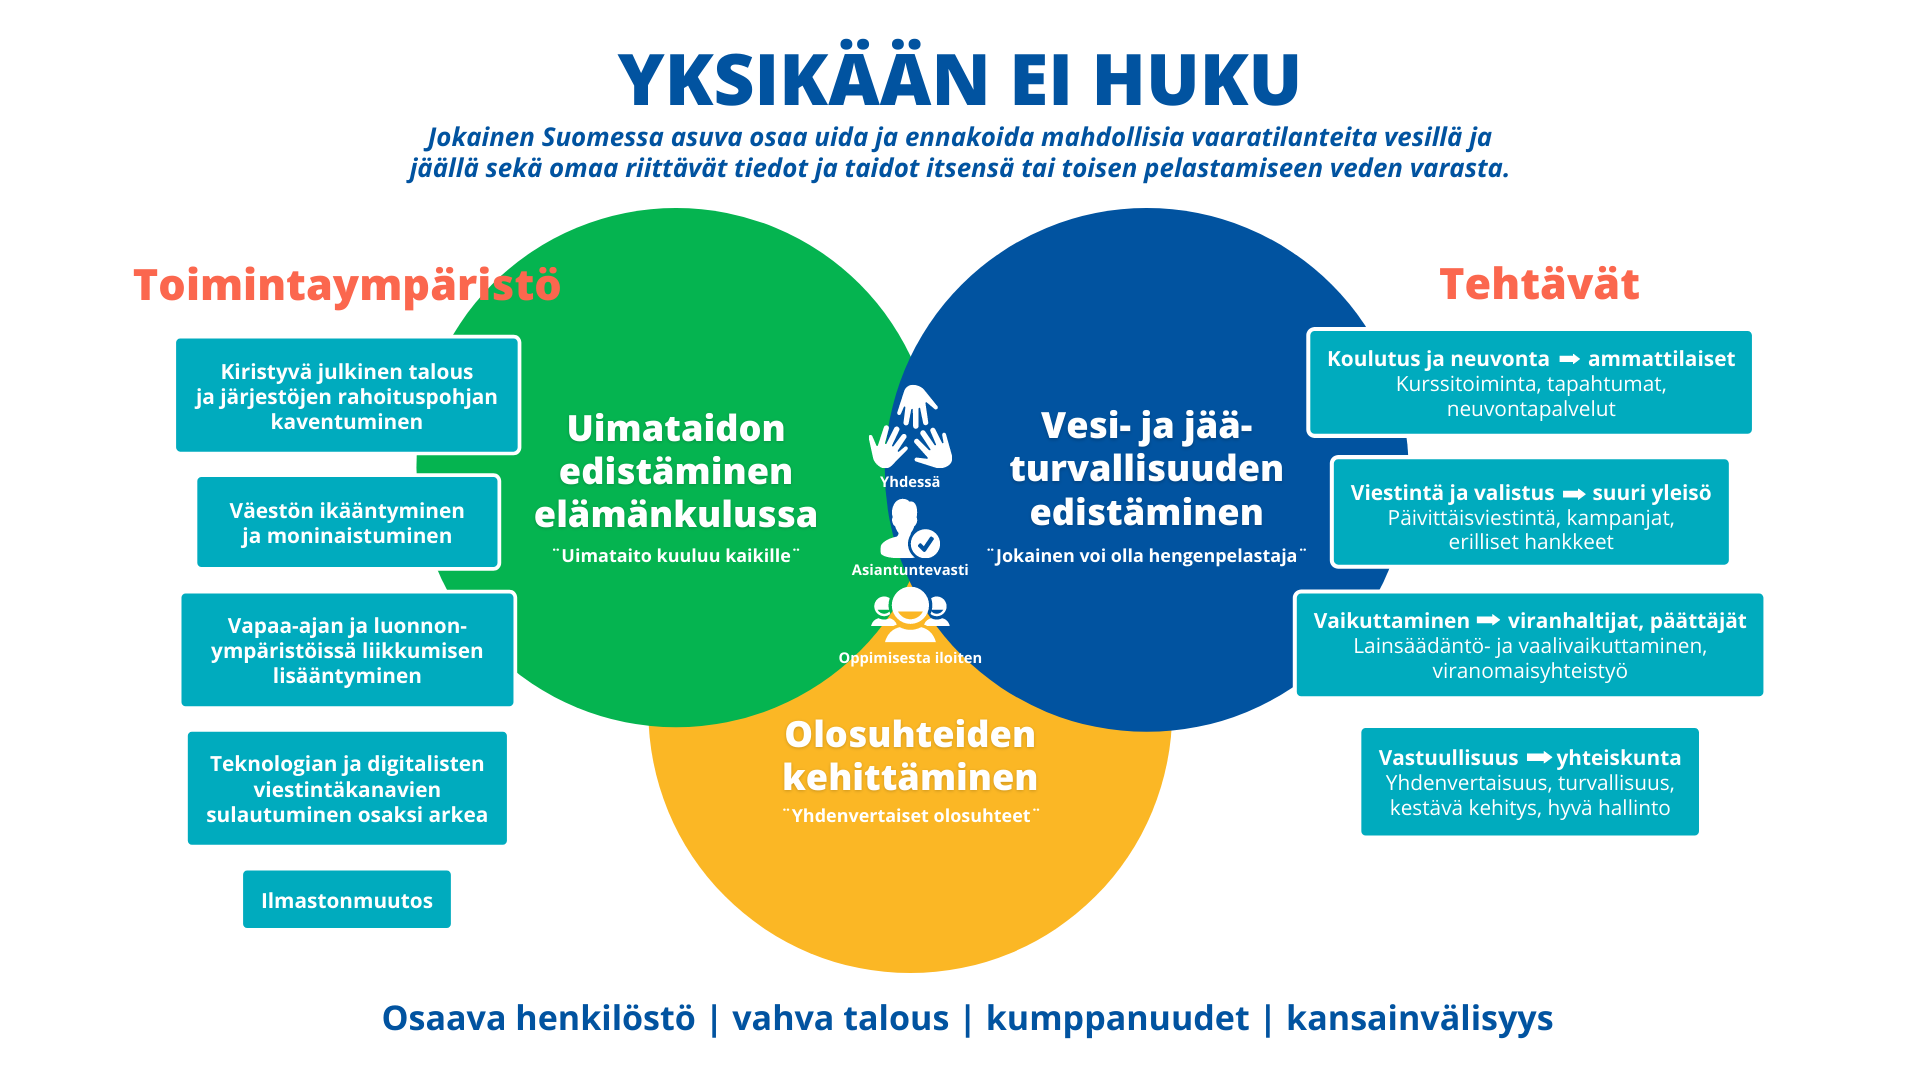 YKSIKÄÄN EI HUKU
Jokainen Suomessa asuva osaa uida ja ennakoida mahdollisia vaaratilanteita vesillä ja
jäällä sekä omaa riittävät tiedot ja taidot itsensä tai toisen pelastamiseen veden varasta.
Toimintaympäristö
Kiristyvä julkinen talous
ja järjestöjen rahoituspohjan
kaventuminen
Väestön ikääntyminen
ja moninaistuminen
Vapaa-ajan ja luonnon-
ympäristöissä liikkumisen
lisääntyminen
Teknologian ja digitalisten
viestintäkanavien
sulautuminen osaksi arkea
Ilmastonmuutos
Uimataidon
edistäminen
elämänkulussa
¨Uimataito kuuluu kaikille¨
Yhdessä
Asiantuntevasti
Oppimisesta iloiten
Vesi- ja jää-
turvallisuuden
edistäminen
¨Jokainen voi olla hengenpelastaja¨
Olosuhteiden
kehittäminen
¨Yhdenvertaiset olosuhteet¨
Tehtävät
Koulutus ja neuvonta ➡ ammattilaiset
Kurssitoiminta, tapahtumat,
neuvontapalvelut
Viestintä ja valistus ➡ suuri yleisö
Päivittäisviestintä, kampanjat,
erilliset hankkeet
Vaikuttaminen ➡ viranhaltijat, päättäjät
Lainsäädäntö- ja vaalivaikuttaminen,
viranomaisyhteistyö
Vastuullisuus ➡ yhteiskunta
Yhdenvertaisuus, turvallisuus,
kestävä kehitys, hyvä hallinto
Osaava henkilöstö | vahva talous | kumppanuudet | kansainvälisyys